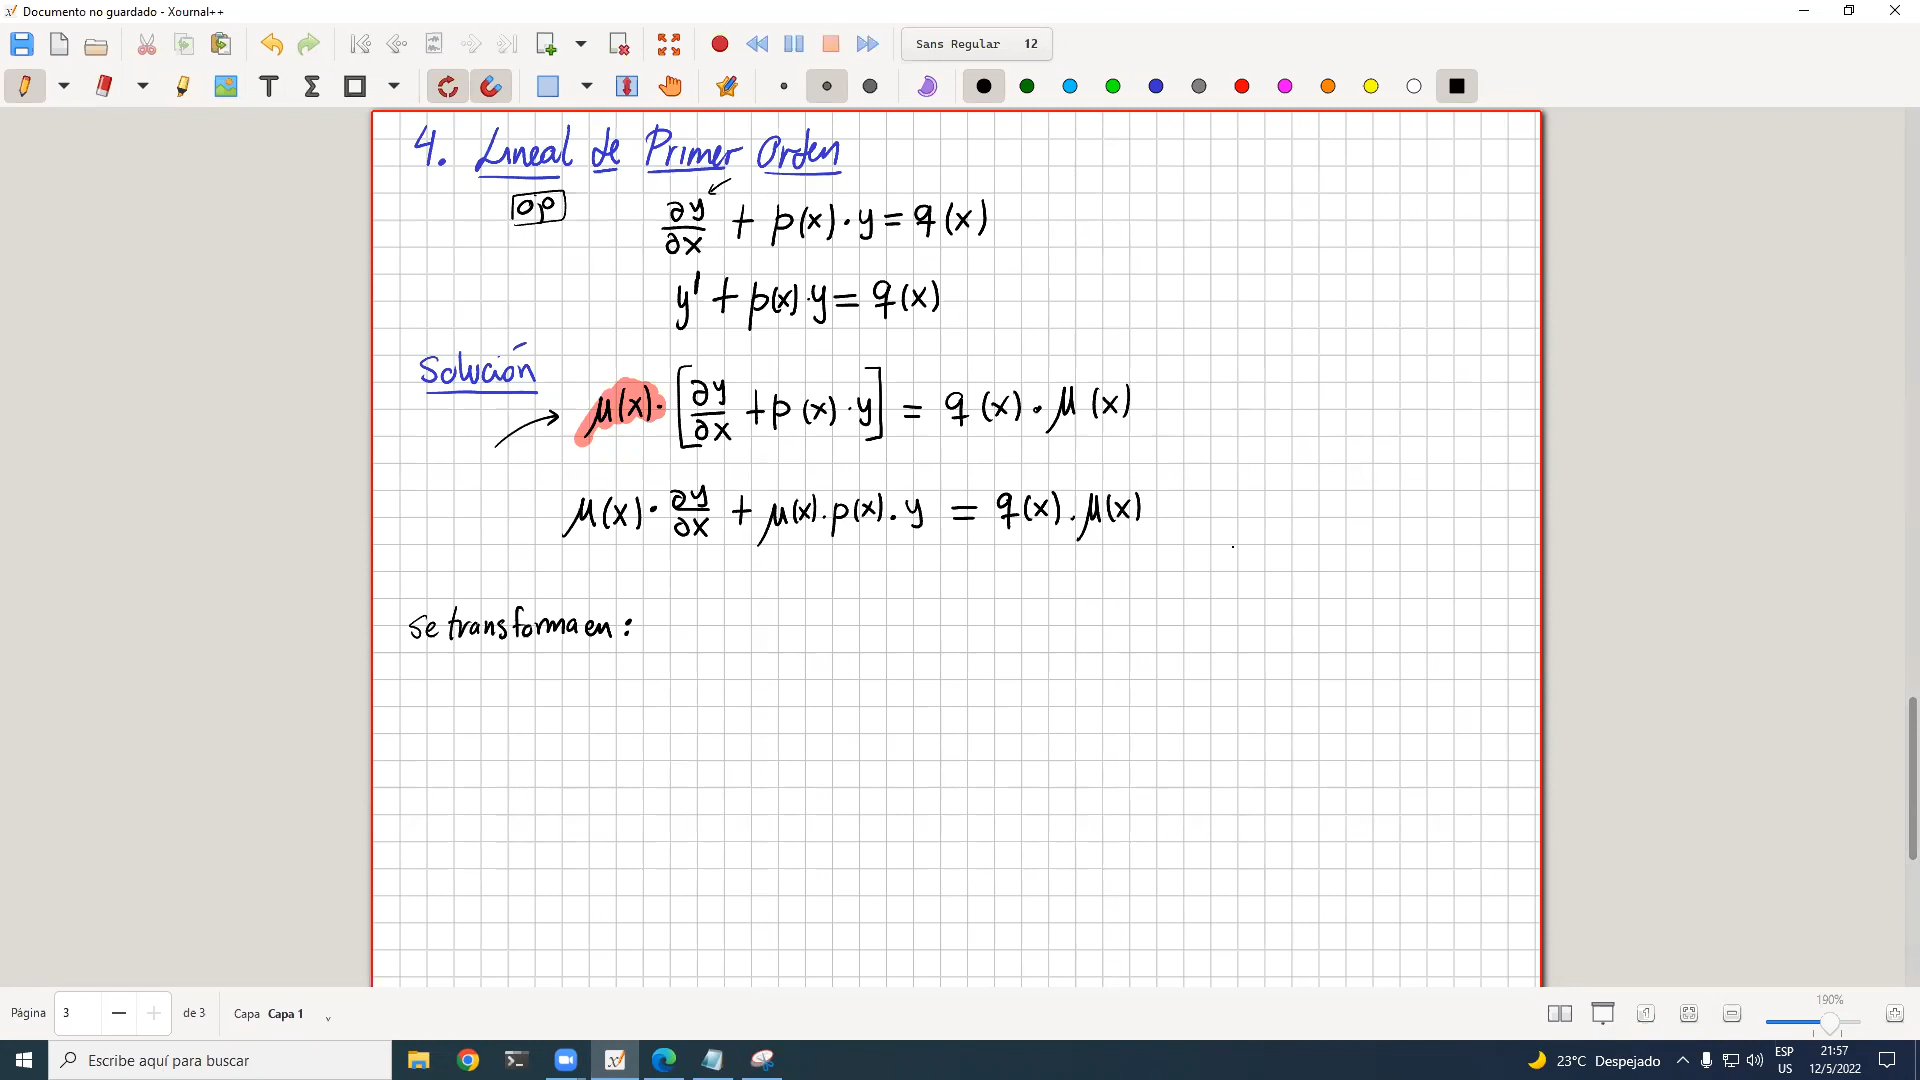 Documento no guardado - Xournal++
Sans Regular 12
4. Lineal de Primer Orden
∂y/∂x + p(x)·y = q(x)
y' + p(x)·y = q(x)
Solución
μ(x)·[∂y/∂x + p(x)·y] = q(x)·μ(x)
μ(x)·∂y/∂x + μ(x).p(x).y = q(x).μ(x)
se transforma en:
Página 3 de 3 Capa Capa 1
190%
Escribe aquí para buscar
23°C Despejado
ESP
US
21:57
12/5/2022